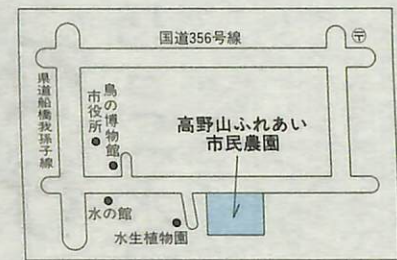 国道356号線
〒
県道船橋我孫子線
市役所
鳥の博物館
高野山ふれあい
市民農園
水の館
水生植物園